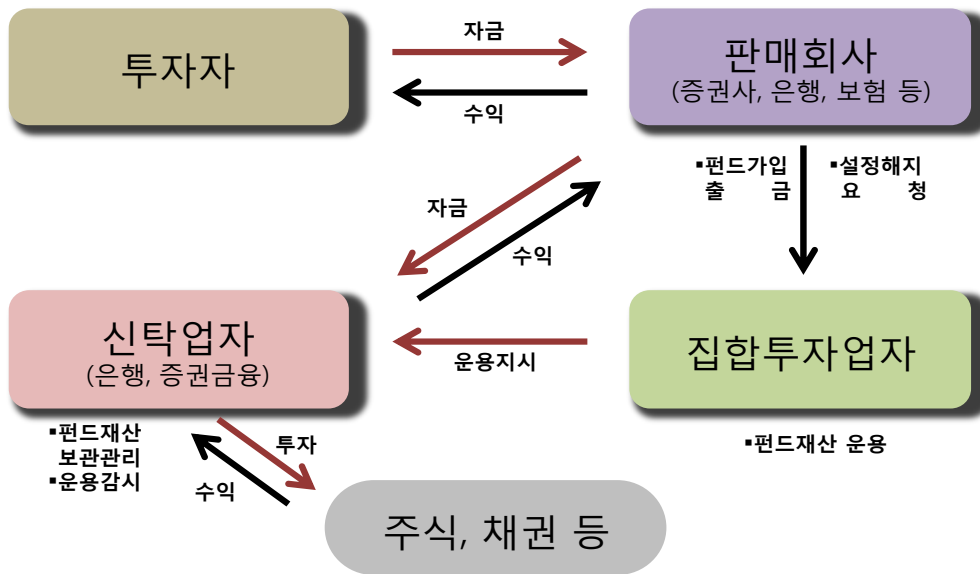 투자자
자금
수익
판매회사
(증권사, 은행, 보험 등)
▪펀드가입
출 금
▪설정해지
요 청
자금
수익
신탁업자
(은행, 증권금융)
운용지시
집합투자업자
▪펀드재산
보관관리
▪운용감시
투자
수익
▪펀드재산 운용
주식, 채권 등